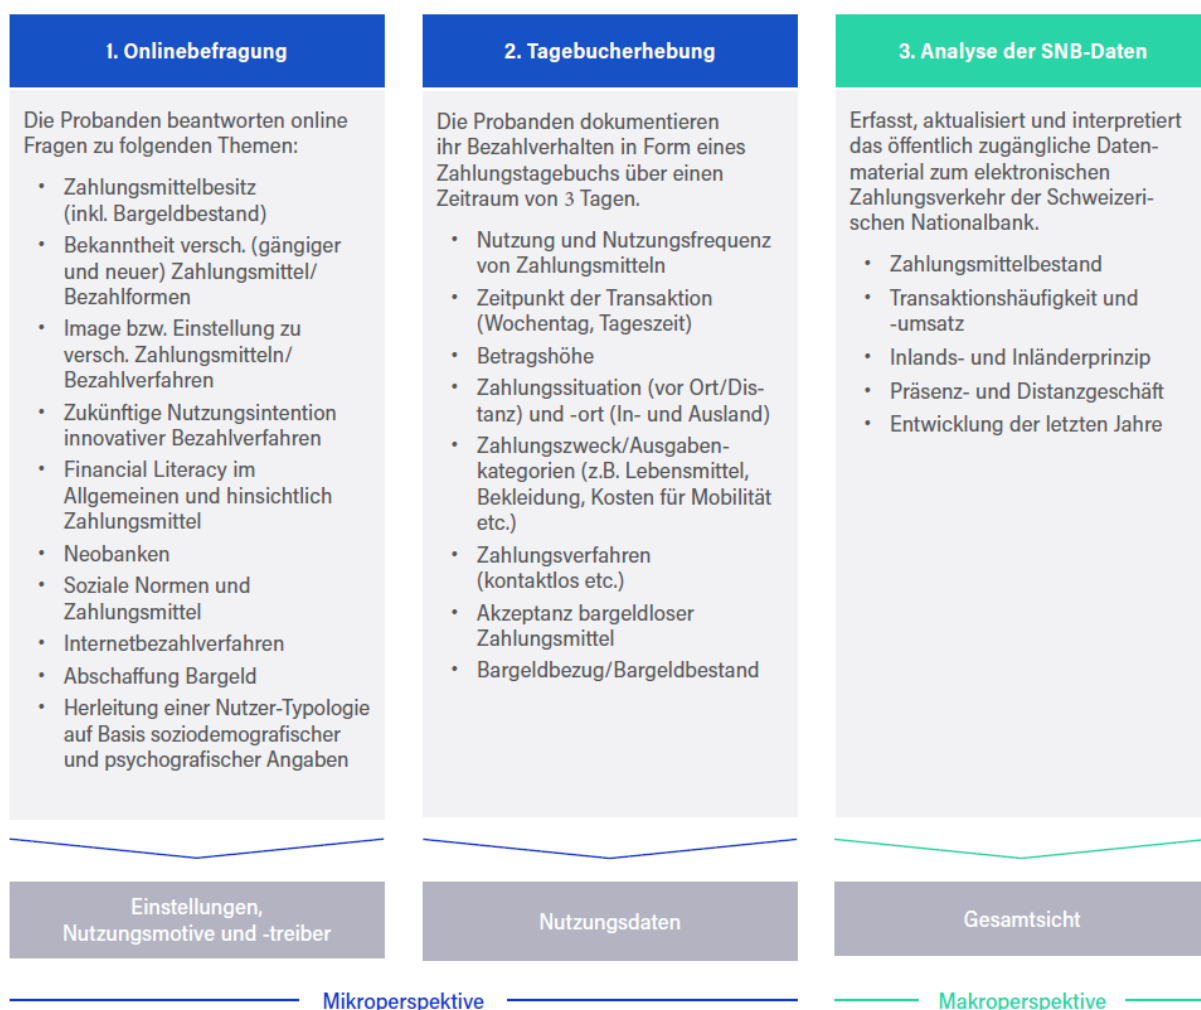 1. Onlinebefragung
Die Probanden beantworten online
Fragen zu folgenden Themen:
• Zahlungsmittelbesitz
(inkl. Bargeldbestand)
• Bekanntheit versch. (gängiger
und neuer) Zahlungsmittel/
Bezahlformen
• Image bzw. Einstellung zu
versch. Zahlungsmitteln/
Bezahlverfahren
• Zukünftige Nutzungsintention
innovativer Bezahlverfahren
• Financial Literacy im
Allgemeinen und hinsichtlich
Zahlungsmittel
• Neobanken
• Soziale Normen und
Zahlungsmittel
• Internetbezahlverfahren
• Abschaffung Bargeld
• Herleitung einer Nutzer-Typologie
auf Basis soziodemografischer
und psychografischer Angaben
Einstellungen,
Nutzungsmotive und -treiber
2. Tagebucherhebung
Die Probanden dokumentieren
ihr Bezahlverhalten in Form eines
Zahlungstagebuchs über einen
Zeitraum von 3 Tagen.
• Nutzung und Nutzungsfrequenz
von Zahlungsmitteln
• Zeitpunkt der Transaktion
(Wochentag, Tageszeit)
• Betragshöhe
• Zahlungssituation (vor Ort/Dis-
tanz) und -ort (In- und Ausland)
• Zahlungszweck/Ausgaben-
kategorien (z.B. Lebensmittel,
Bekleidung, Kosten für Mobilität
etc.)
• Zahlungsverfahren
(kontaktlos etc.)
• Akzeptanz bargeldloser
Zahlungsmittel
• Bargeldbezug/Bargeldbestand
Nutzungsdaten
3. Analyse der SNB-Daten
Erfasst, aktualisiert und interpretiert
das öffentlich zugängliche Daten-
material zum elektronischen
Zahlungsverkehr der Schweizeri-
schen Nationalbank.
• Zahlungsmittelbestand
• Transaktionshäufigkeit und
-umsatz
• Inlands- und Inländerprinzip
• Präsenz- und Distanzgeschäft
• Entwicklung der letzten Jahre
Gesamtsicht
Mikroperspektive
Makroperspektive